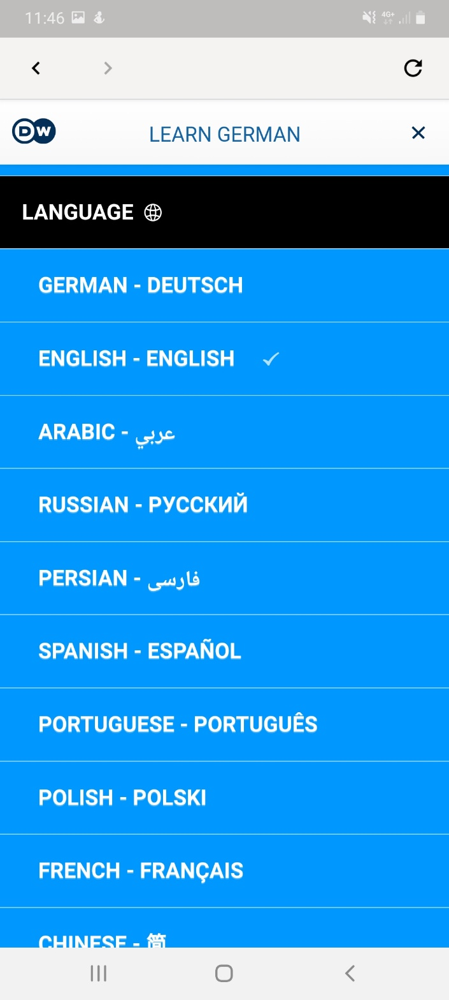 11:46 4G+
DW LEARN GERMAN
LANGUAGE
GERMAN - DEUTSCH
ENGLISH - ENGLISH
ARABIC - عربي
RUSSIAN - РУССКИЙ
PERSIAN - فارسی
SPANISH - ESPAÑOL
PORTUGUESE - PORTUGUÊS
POLISH - POLSKI
FRENCH - FRANÇAIS
CHINESE - 简